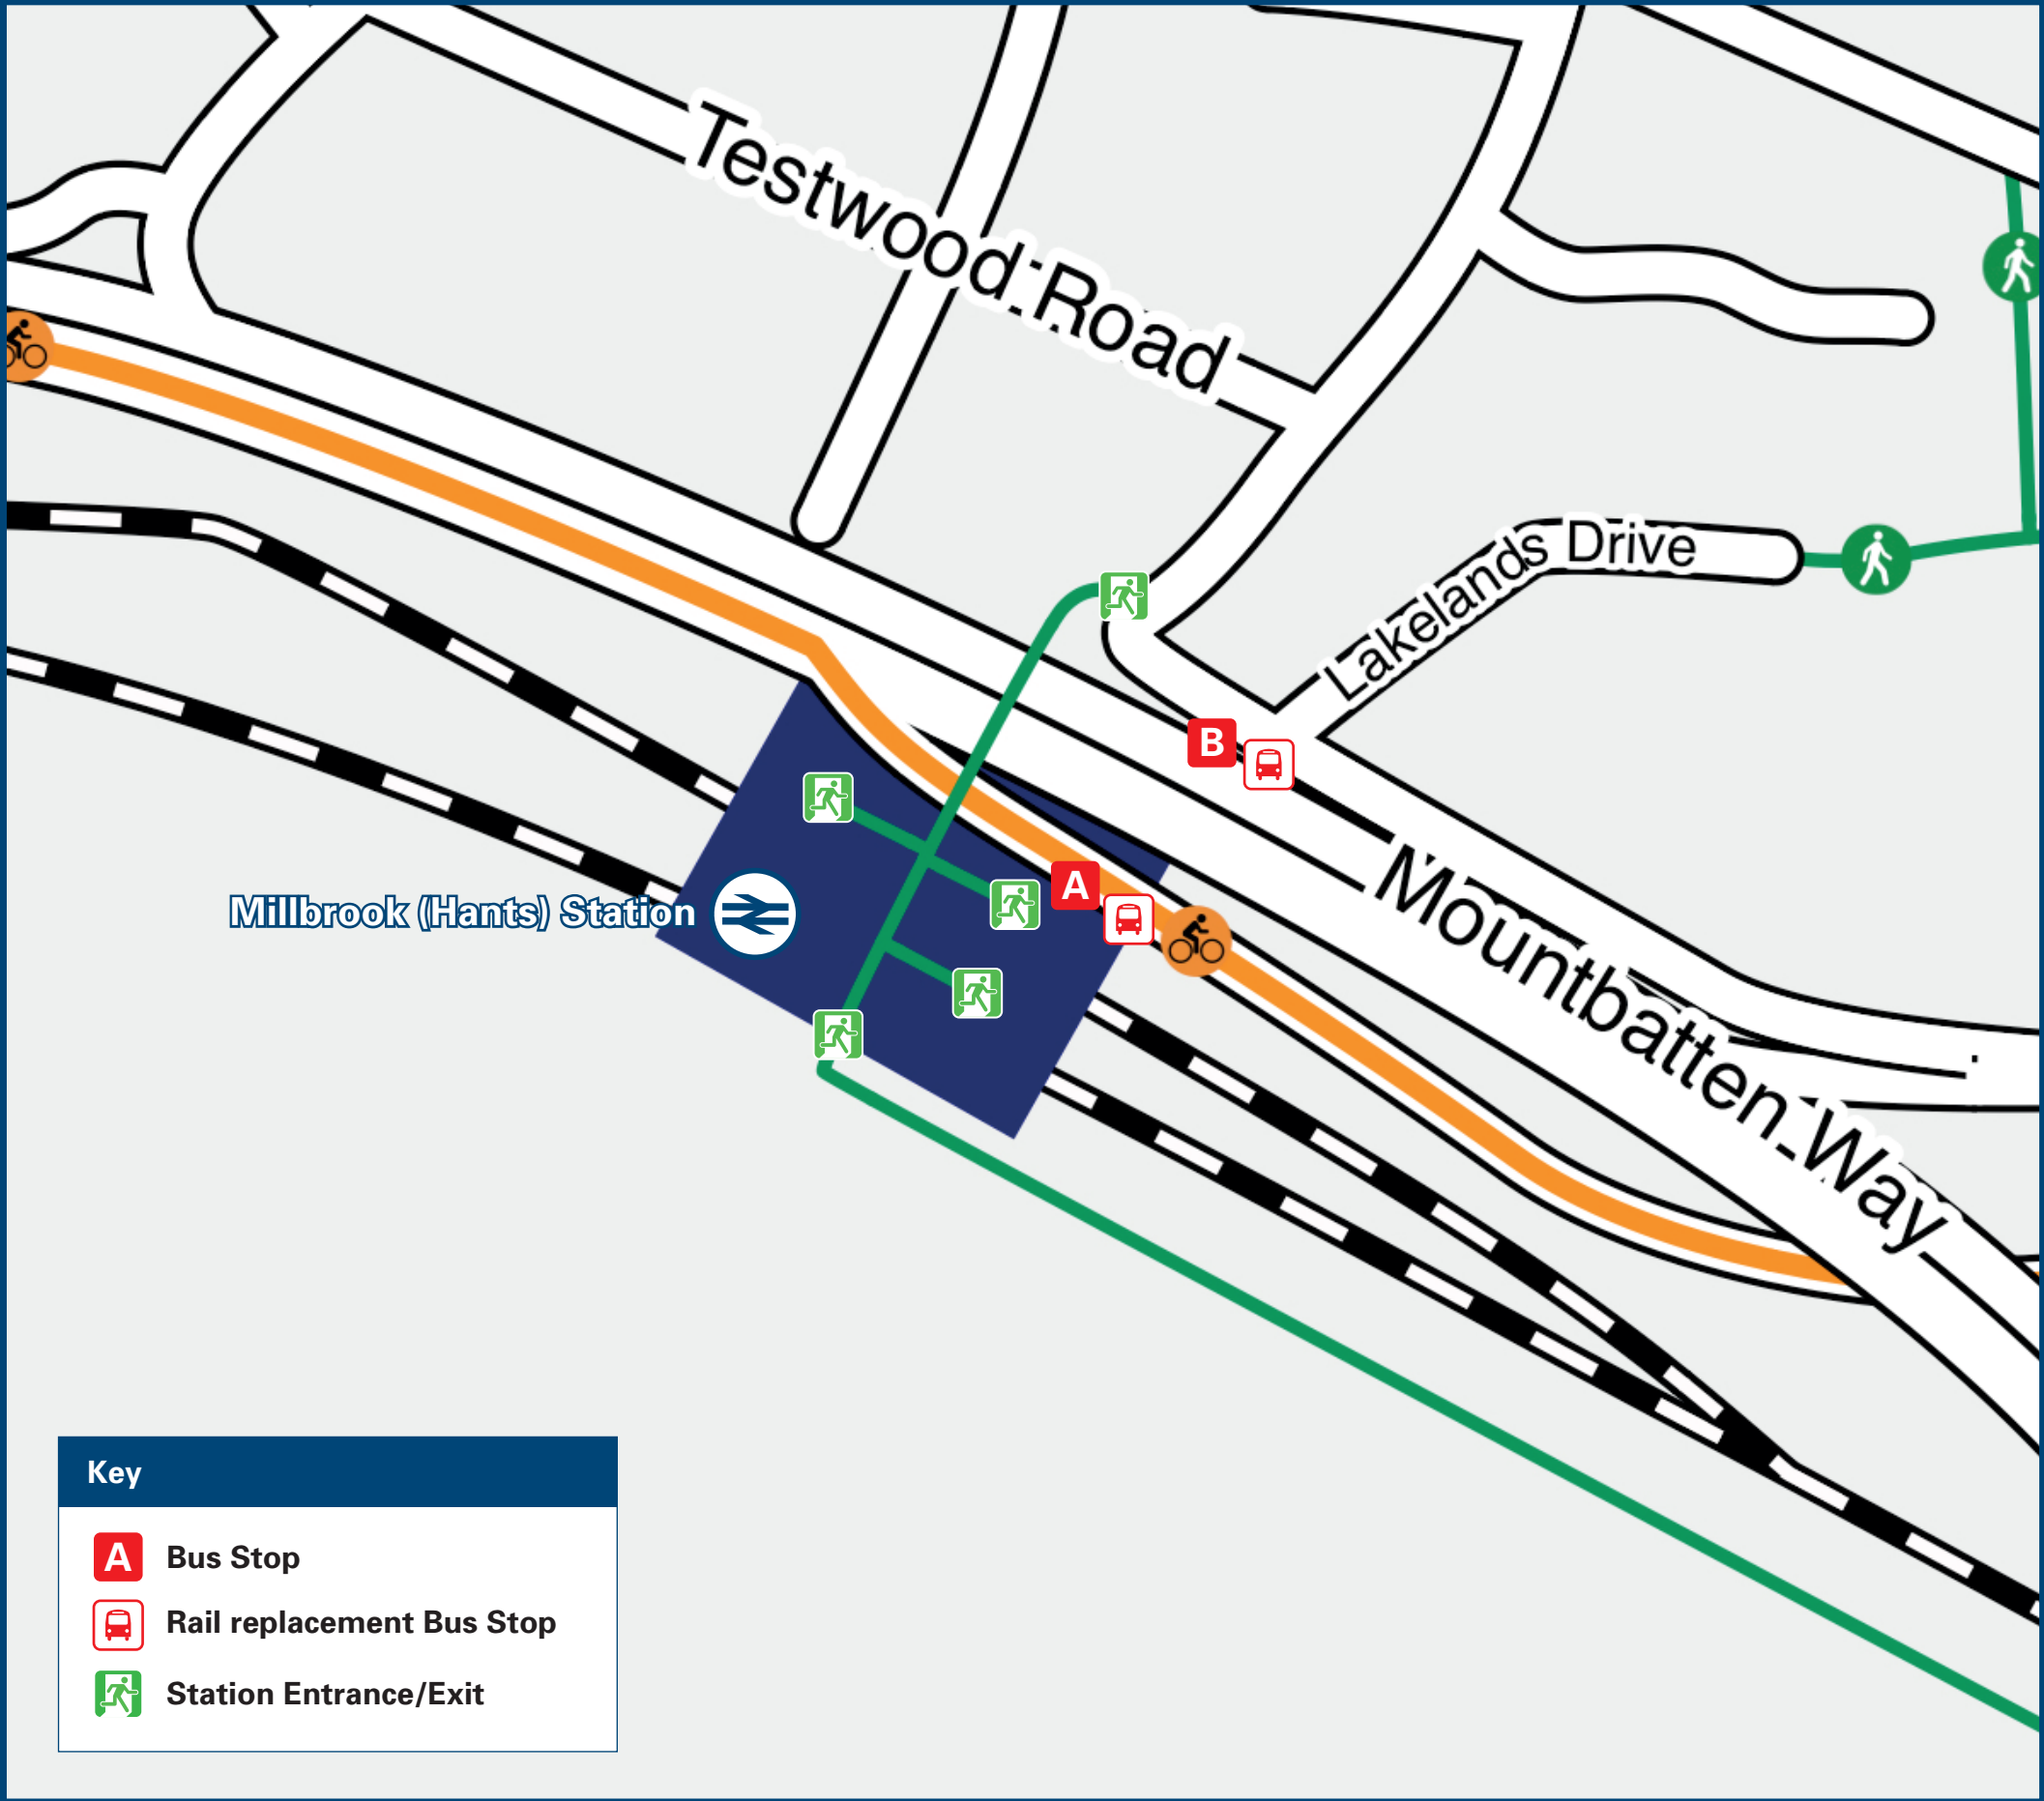 Testwood Road
Lakelands Drive
B
A
Mountbatten Way
Millbrook (Hants) Station
Key
A Bus Stop
Rail replacement Bus Stop
Station Entrance/Exit